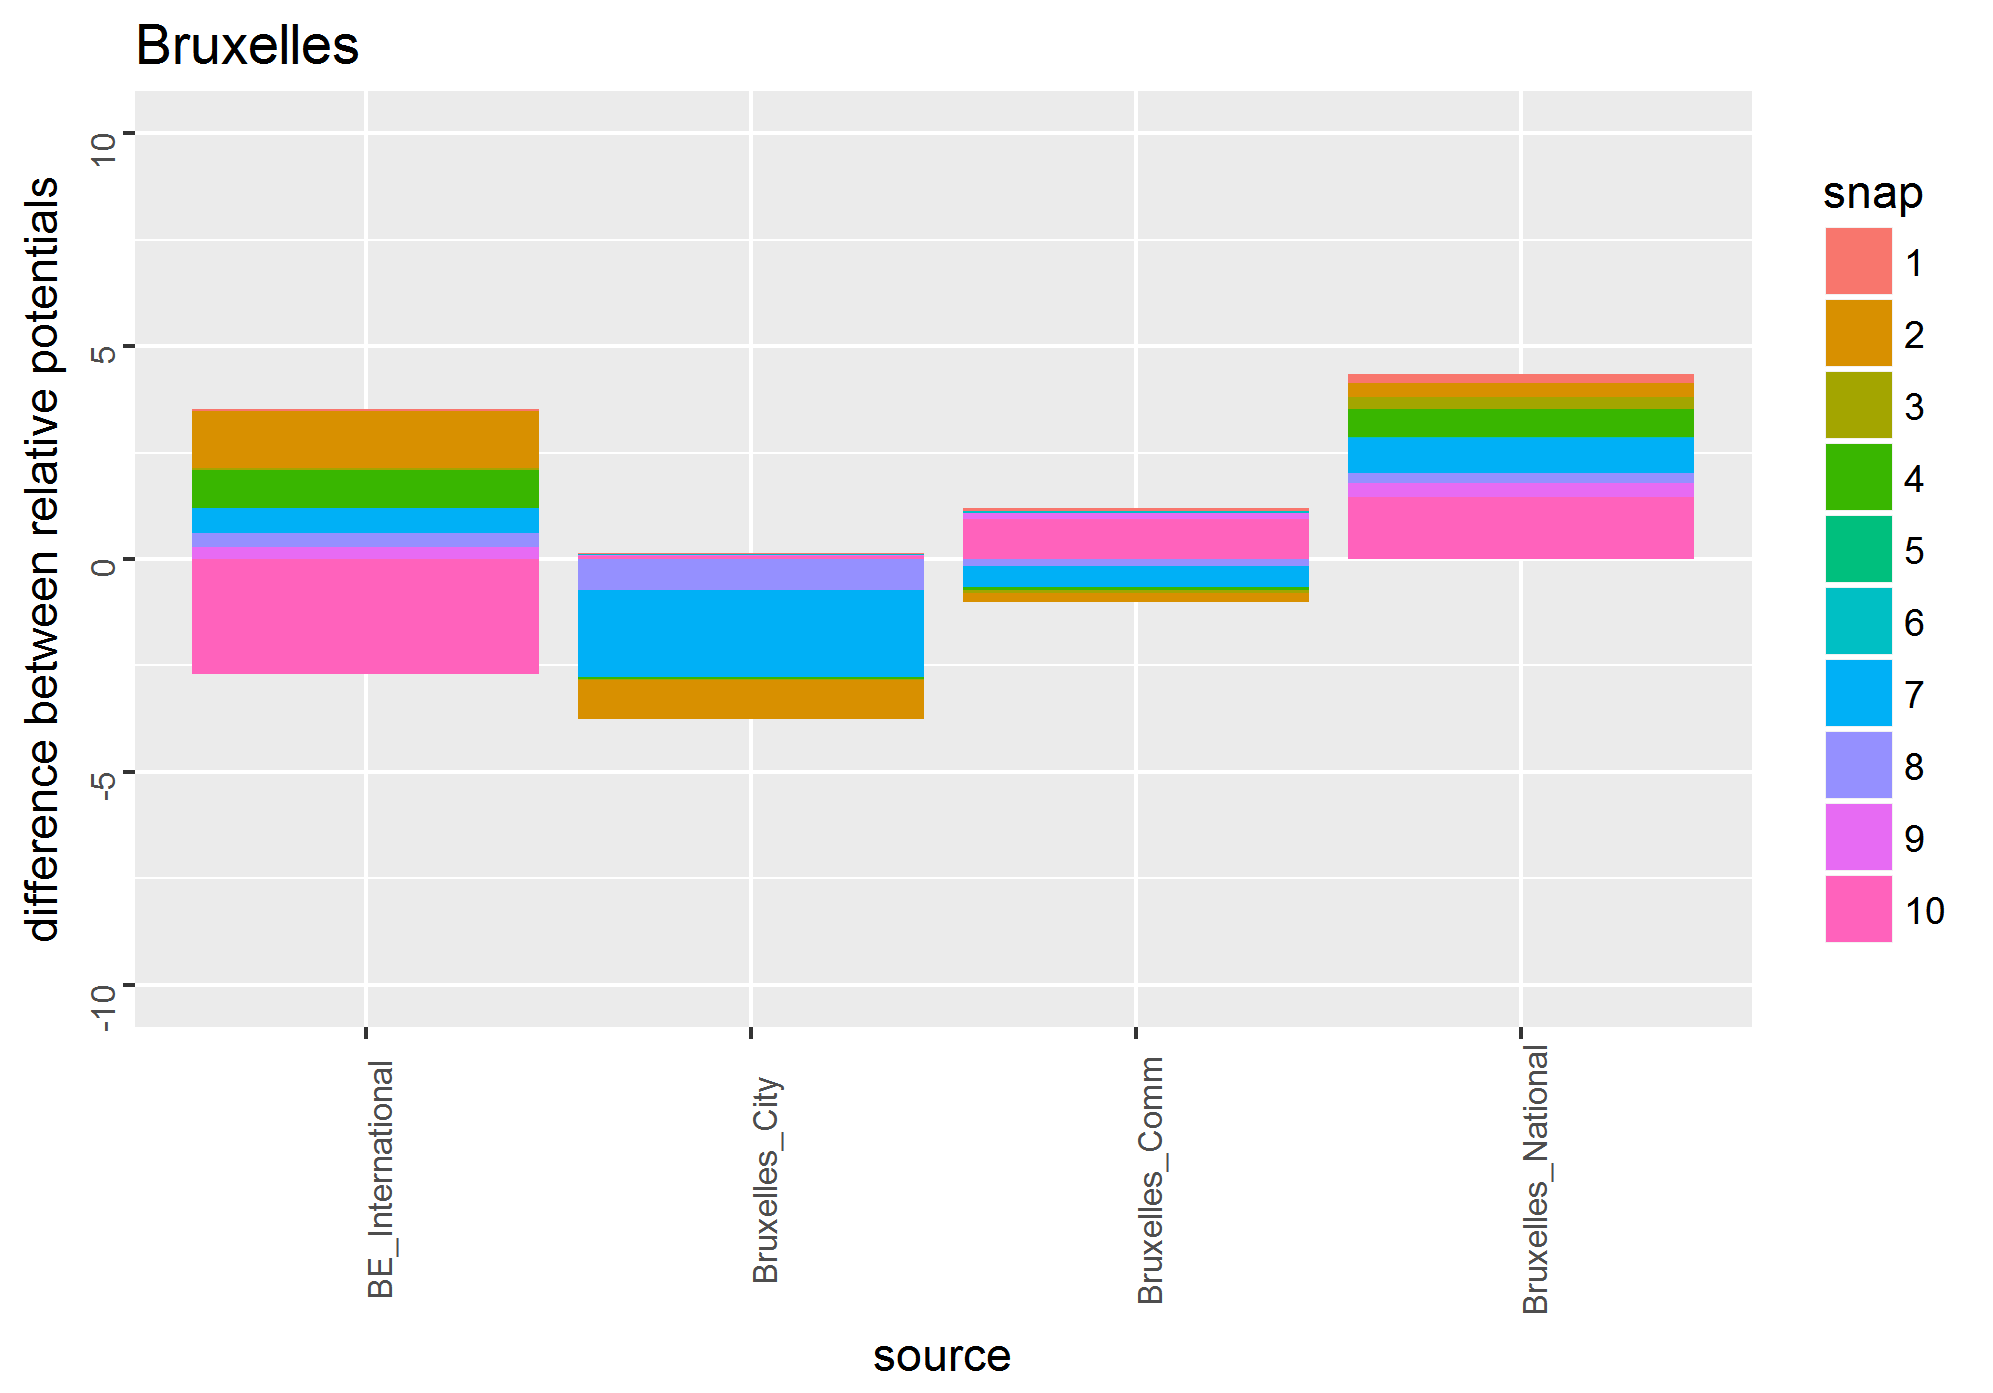 Bruxelles
difference between relative potentials
10
5
0
-5
-10
BE_International
Bruxelles_City
Bruxelles_Comm
Bruxelles_National
source
snap
1
2
3
4
5
6
7
8
9
10